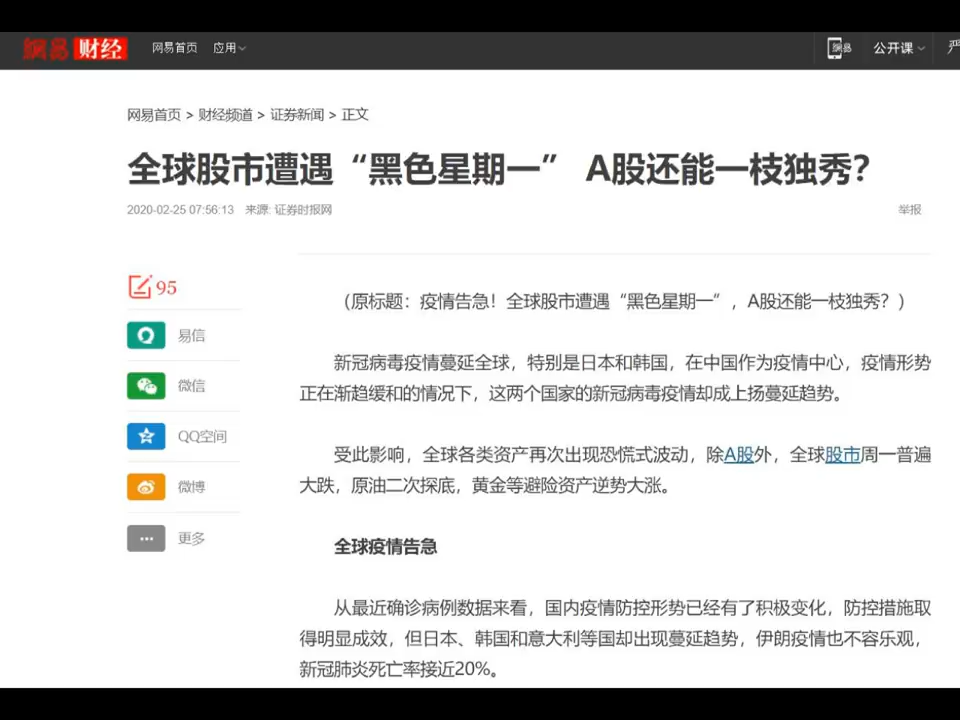 网易 财经 网易首页 应用 网易 公开课
网易首页 > 财经频道 > 证券新闻 > 正文
全球股市遭遇“黑色星期一” A股还能一枝独秀？
2020-02-25 07:56:13 来源: 证券时报网 举报
95
（原标题：疫情告急！全球股市遭遇“黑色星期一”，A股还能一枝独秀？）
易信
新冠病毒疫情蔓延全球，特别是日本和韩国，在中国作为疫情中心，疫情形势
正在渐趋缓和的情况下，这两个国家的新冠病毒疫情却成上扬蔓延趋势。
微信
QQ空间
受此影响，全球各类资产再次出现恐慌式波动，除A股外，全球股市周一普遍
大跌，原油二次探底，黄金等避险资产逆势大涨。
微博
更多
全球疫情告急
从最近确诊病例数据来看，国内疫情防控形势已经有了积极变化，防控措施取
得明显成效，但日本、韩国和意大利等国却出现蔓延趋势，伊朗疫情也不容乐观，
新冠肺炎死亡率接近20%。